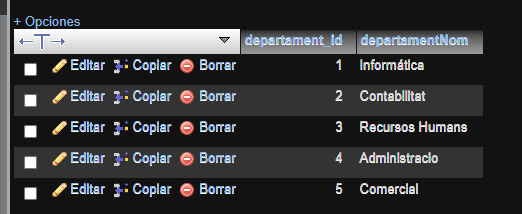 + Opciones
←T→ departament_id departamentNom
Editar Copiar Borrar 1 Informática
Editar Copiar Borrar 2 Contabilitat
Editar Copiar Borrar 3 Recursos Humans
Editar Copiar Borrar 4 Administracio
Editar Copiar Borrar 5 Comercial